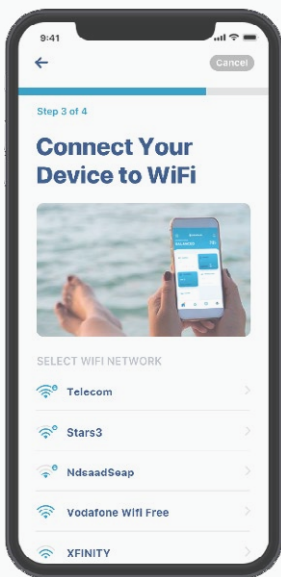 9:41
Cancel
Step 3 of 4
Connect Your
Device to WiFi
SELECT WIFI NETWORK
Telecom
Stars3
NdsaadSeap
Vodafone Wifi Free
XFINITY